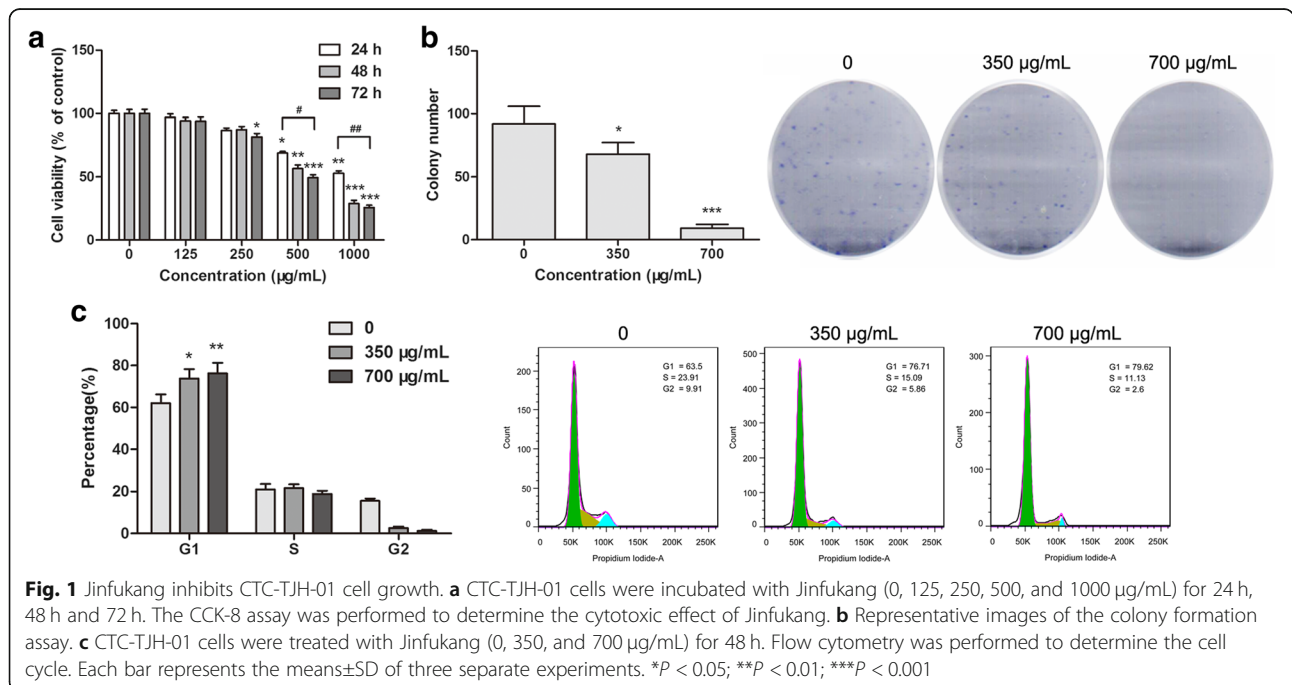 a
150
100
50
0
Cell viability (% of control)
24 h
48 h
72 h
*
#
*
**
***
##
**
***
***
0 125 250 500 1000
Concentration (µg/mL)
b
150
100
50
0
Colony number
*
***
0 350 700
Concentration (µg/mL)
0 350 µg/mL 700 µg/mL
c
100
80
60
40
20
0
Percentage(%)
* **
0
350 µg/mL
700 µg/mL
G1 S G2
0
G1 = 63.5
S = 23.91
G2 = 9.91
200
150
100
50
0
Count
0 50K 100K 150K 200K 250K
Propidium Iodide-A
350 µg/mL
G1 = 76.71
S = 15.09
G2 = 5.86
500
400
300
200
100
0
Count
0 50K 100K 150K 200K 250K
Propidium Iodide-A
700 µg/mL
G1 = 79.62
S = 11.13
G2 = 2.6
300
200
100
0
Count
0 50K 100K 150K 200K 250K
Propidium Iodide-A
Fig. 1 Jinfukang inhibits CTC-TJH-01 cell growth. a CTC-TJH-01 cells were incubated with Jinfukang (0, 125, 250, 500, and 1000 µg/mL) for 24 h,
48 h and 72 h. The CCK-8 assay was performed to determine the cytotoxic effect of Jinfukang. b Representative images of the colony formation
assay. c CTC-TJH-01 cells were treated with Jinfukang (0, 350, and 700 µg/mL) for 48 h. Flow cytometry was performed to determine the cell
cycle. Each bar represents the means±SD of three separate experiments. *P < 0.05; **P < 0.01; ***P < 0.001